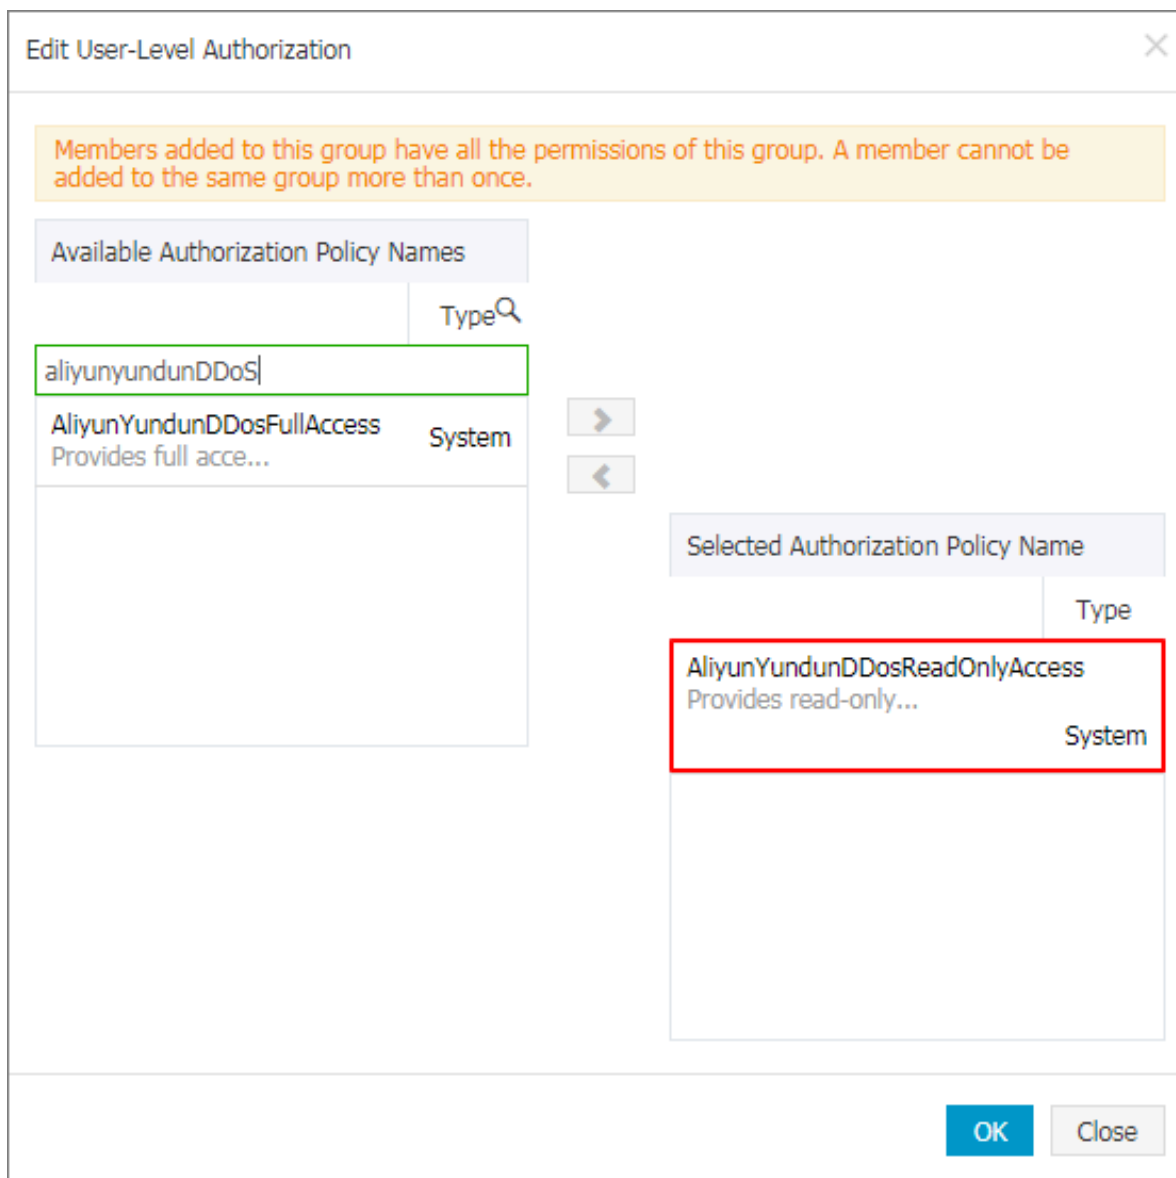 Edit User-Level Authorization
Members added to this group have all the permissions of this group. A member cannot be
added to the same group more than once.
Available Authorization Policy Names
Type
aliyunyundunDDoS
AliyunYundunDDosFullAccess
Provides full acce...
System
Selected Authorization Policy Name
Type
AliyunYundunDDosReadOnlyAccess
Provides read-only...
System
OK
Close